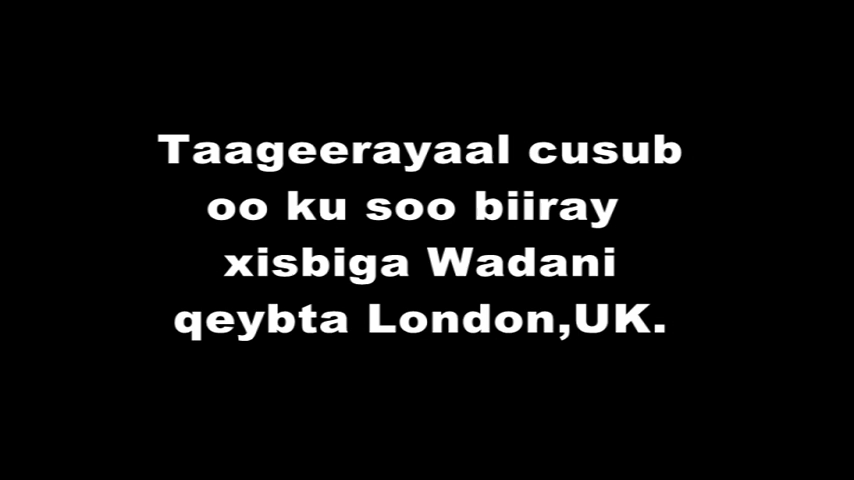 Taageerayaal cusub
oo ku soo biiray
xisbiga Wadani
qeybta London,UK.